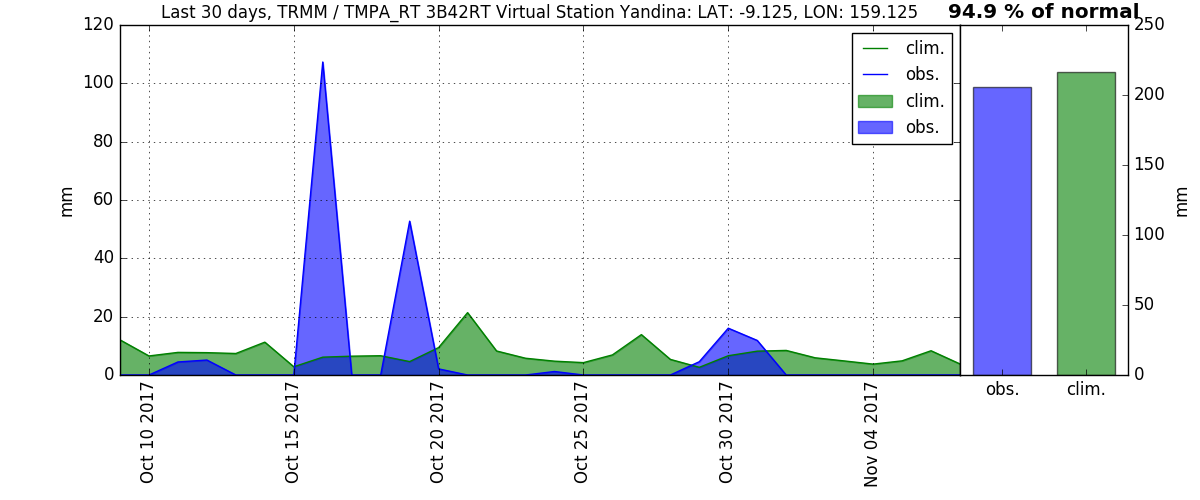 Last 30 days, TRMM / TMPA_RT 3B42RT Virtual Station Yandina: LAT: -9.125, LON: 159.125
94.9 % of normal
120
100
80
60
40
20
0
mm
clim.
obs.
clim.
obs.
Oct 10 2017
Oct 15 2017
Oct 20 2017
Oct 25 2017
Oct 30 2017
Nov 04 2017
250
200
150
100
50
0
mm
obs.
clim.